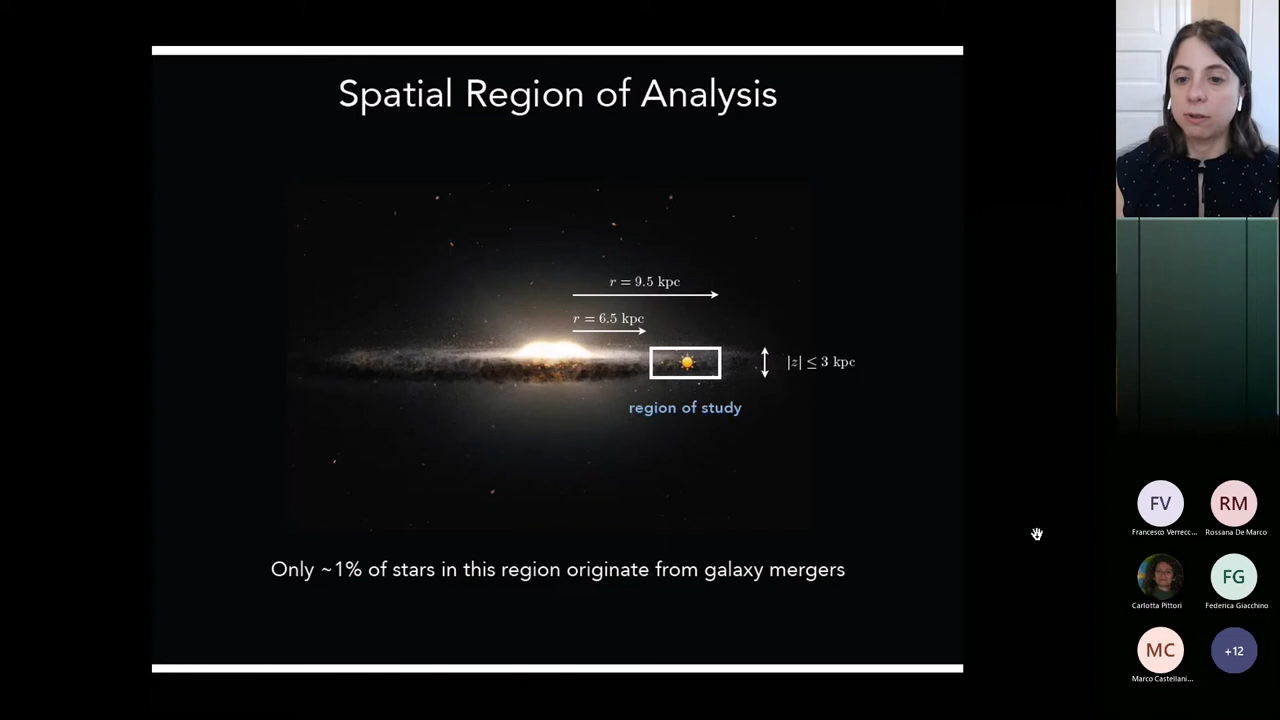 Spatial Region of Analysis
r = 9.5 kpc
r = 6.5 kpc
|z| ≤ 3 kpc
region of study
Only ~1% of stars in this region originate from galaxy mergers
FV
RM
Francesco Verrecc...
Rossana De Marco
FG
Carlotta Pittori
Federica Giacchino
MC
+12
Marco Castellani...